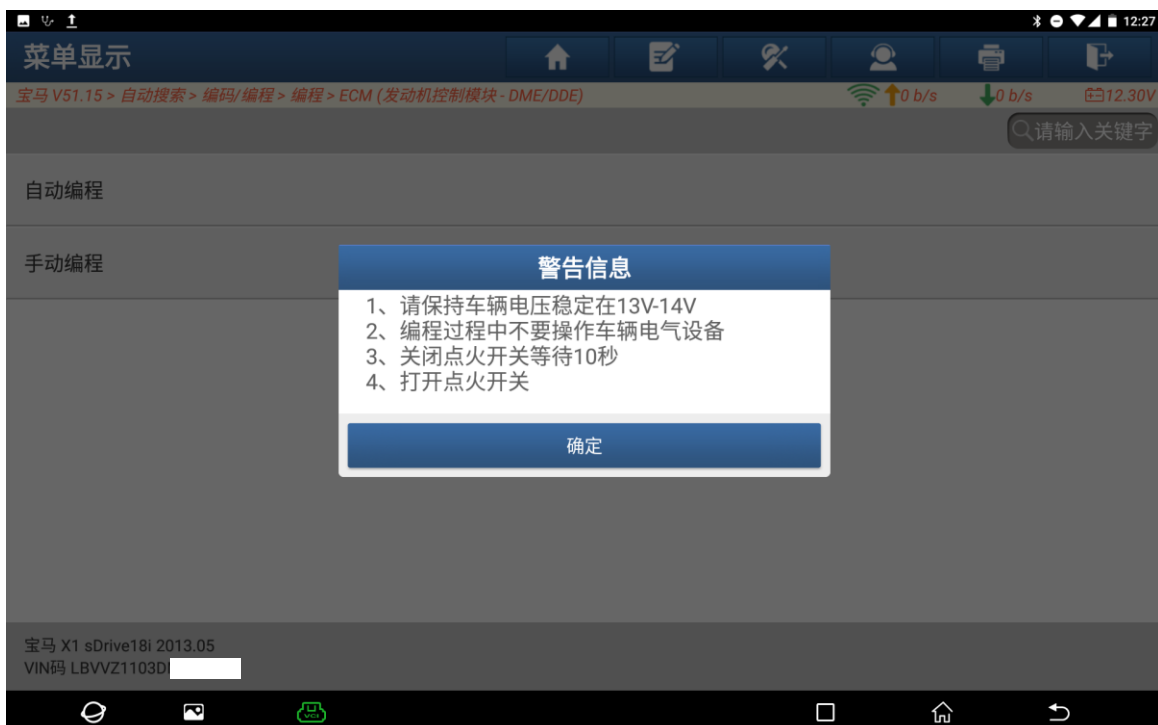 12:27
菜单显示
宝马 V51.15 > 自动搜索 > 编码/编程 > 编程 > ECM (发动机控制模块 - DME/DDE)
0 b/s
0 b/s
12.30V
请输入关键字
自动编程
手动编程
警告信息
1、请保持车辆电压稳定在13V-14V
2、编程过程中不要操作车辆电气设备
3、关闭点火开关等待10秒
4、打开点火开关
确定
宝马 X1 sDrive18i 2013.05
VIN码 LBVVZ1103D
VCI